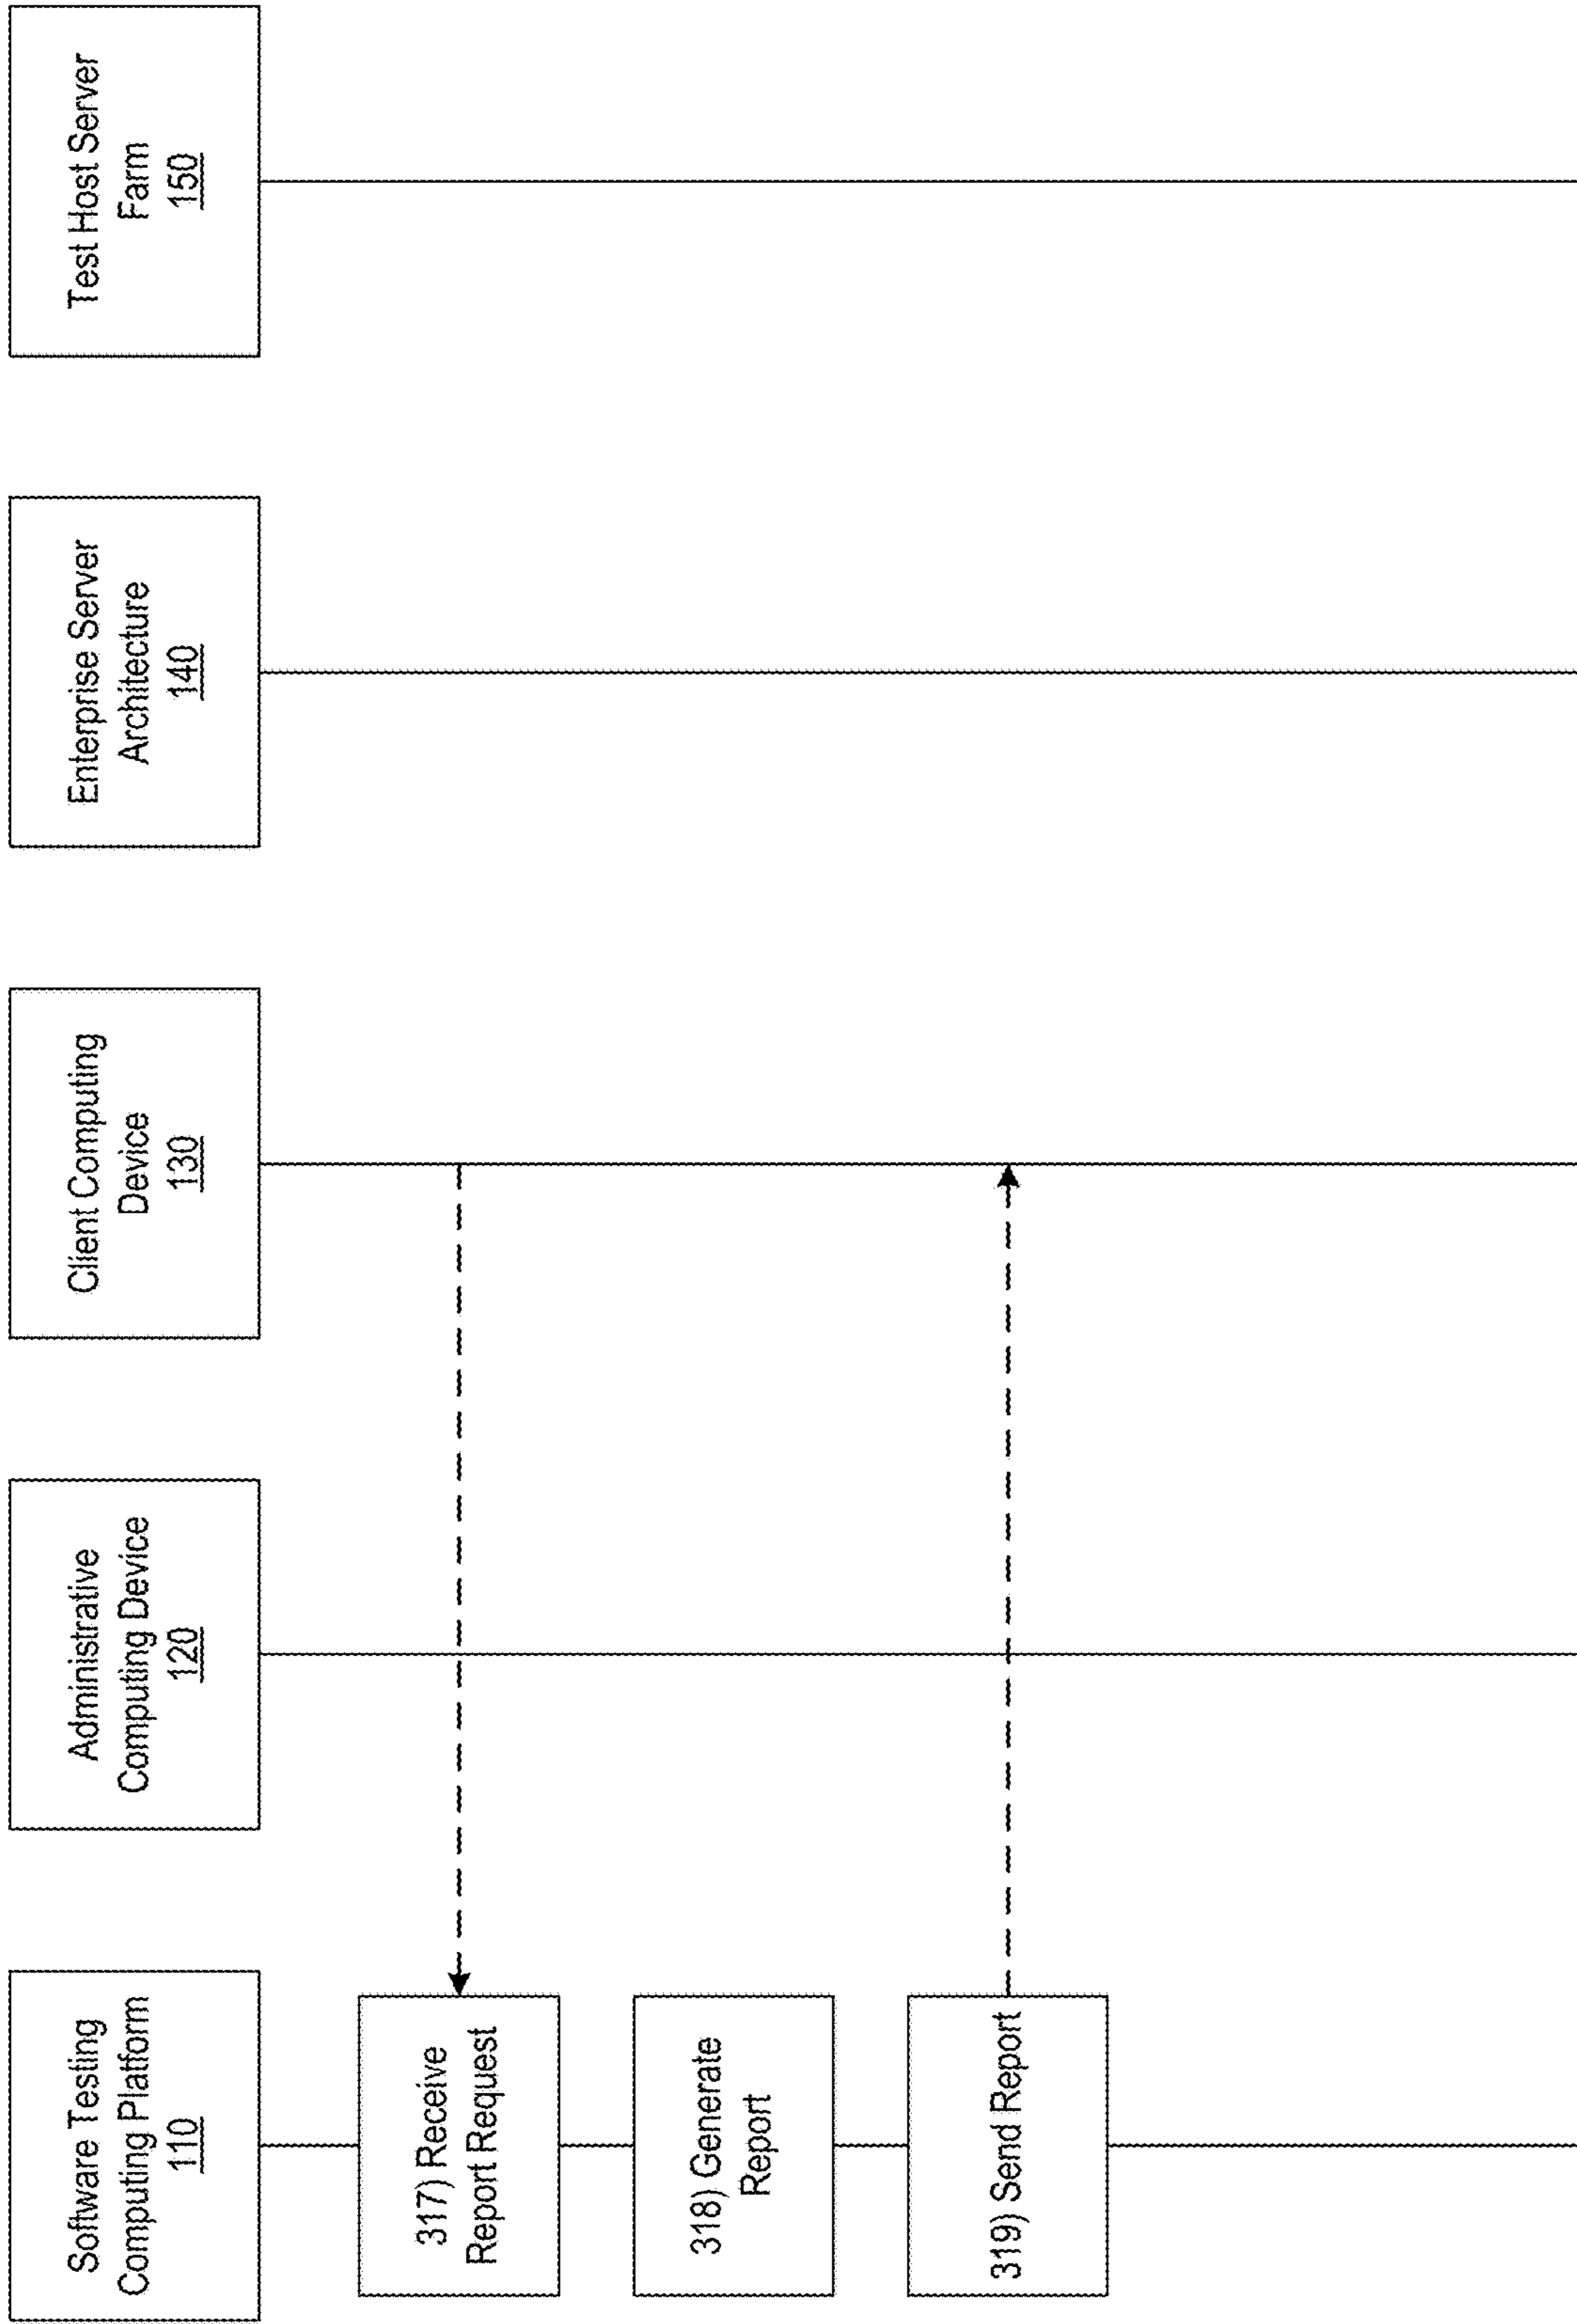 Software Testing
Computing Platform
110
Administrative
Computing Device
120
Client Computing
Device
130
Enterprise Server
Architecture
140
Test Host Server
Farm
150
317) Receive
Report Request
318) Generate
Report
319) Send Report